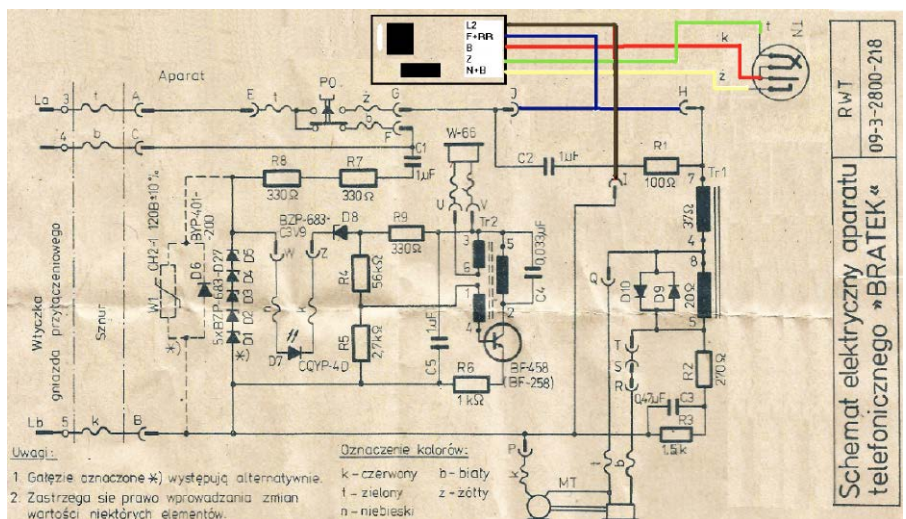 L2
F+RR
B
Z
N+B
t
k
ż
Aparat
La 3 t A
E t PO ż G
b F
D
H
4 b C
C1
1µF
W-66
C2 1µF
R1
100Ω
7 Tr1
37Ω
4
8
20Ω
5
R8
330Ω
R7
330Ω
CH2-1 120B±10%
BYP-401-
-200
W1
D6
*)
5xBZP-683-D27
D5
D4
D3
D2
D1
*)
BZP-683-
C3V9
D8
R9
330Ω
W
Z
n
k
D7
CQYP-4D
R4
56kΩ
R5
2,7kΩ
U V
Tr2
3
6
5
1
4
2
0,033µF
C4
1µF
C5
R6
1kΩ
BF-458
(BF-258)
J
Q
D10 D9
T
S
R
R2
270Ω
0,47µF C3
R3
1.5k
P
k
t
b
MT
Lb 5 k B
Wtyczka
gniazda przyłączeniowego
Sznur
Uwagi:
1. Gałęzie oznaczone *) występują alternatywnie.
2. Zastrzega się prawo wprowadzania zmian
wartości niektórych elementów.
Oznaczenie kolorów:
k – czerwony b – biały
t – zielony ż – żółty
n – niebieski
Schemat elektryczny aparatu
telefonicznego »BRATEK«
RWT
09-3-2800-218